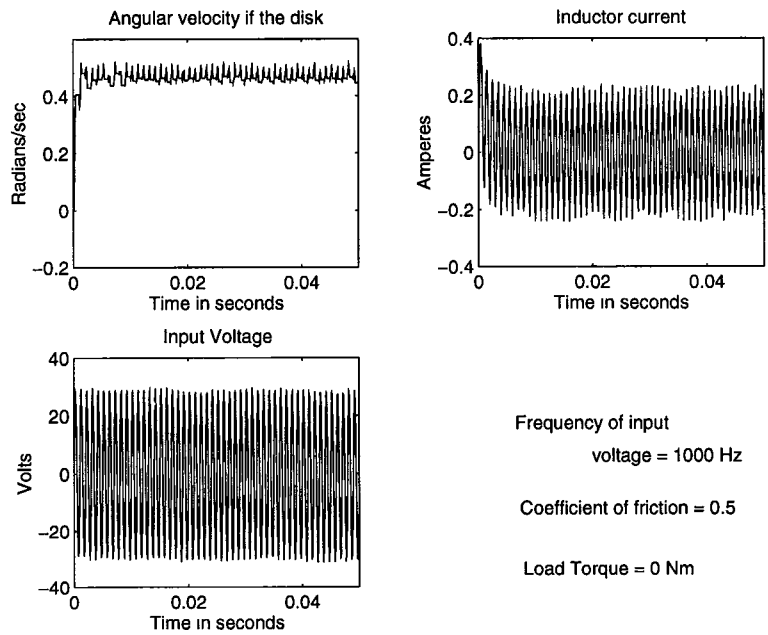 Angular velocity if the disk
Radians/sec
0.4
0.2
0
−0.2
0
0.02
0.04
Time in seconds
Inductor current
Amperes
0.4
0.2
0
−0.2
−0.4
0
0.02
0.04
Time in seconds
Input Voltage
Volts
40
20
0
−20
−40
0
0.02
0.04
Time in seconds
Frequency of input
voltage = 1000 Hz
Coefficient of friction = 0.5
Load Torque = 0 Nm